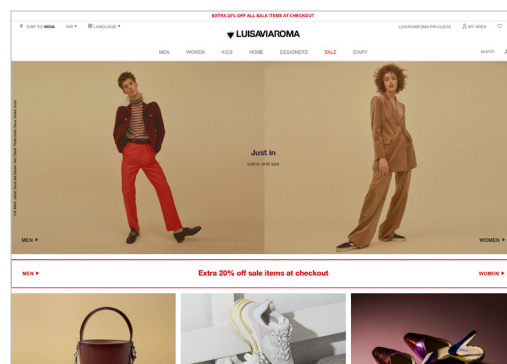 EXTRA 20% OFF ALL SALE ITEMS AT CHECKOUT
SHIP TO INDIA INR LANGUAGE LUISAVIAROMA PRIVILEGE MY AREA
LUISAVIAROMA
MEN WOMEN KIDS HOME DESIGNERS SALE DIARY search
Just in
come and see
MEN WOMEN
MEN Extra 20% off sale items at checkout WOMEN